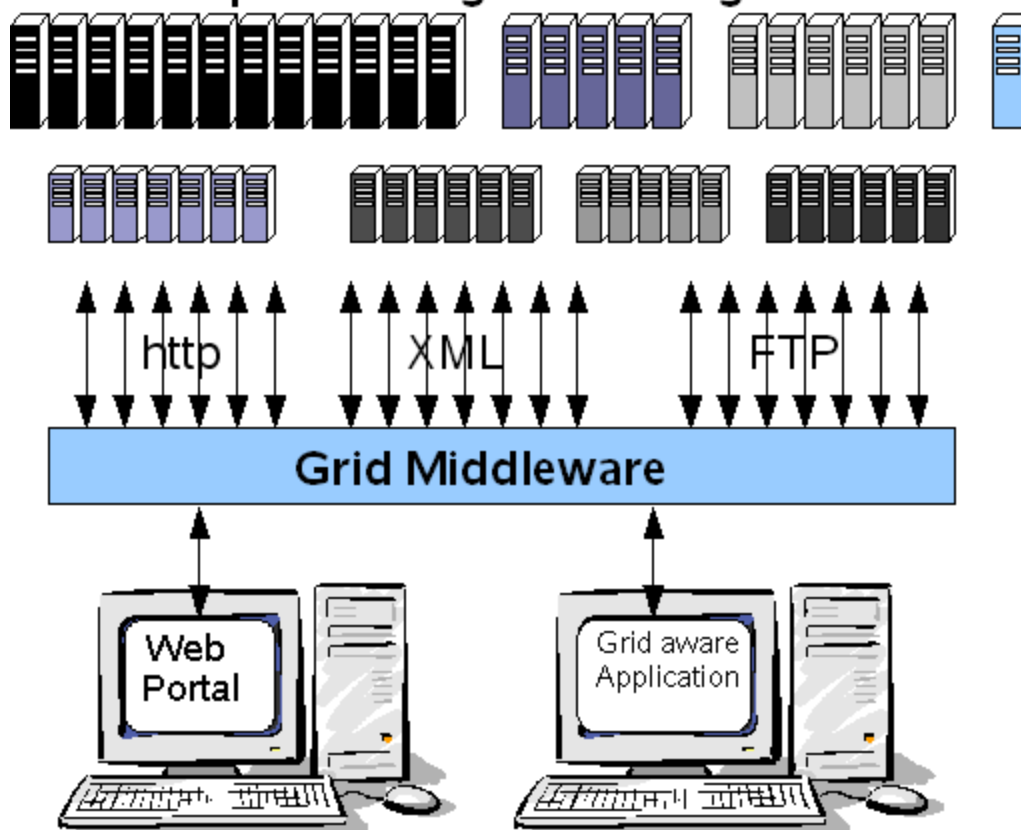 http XML FTP
Grid Middleware
Web
Portal
Grid aware
Application